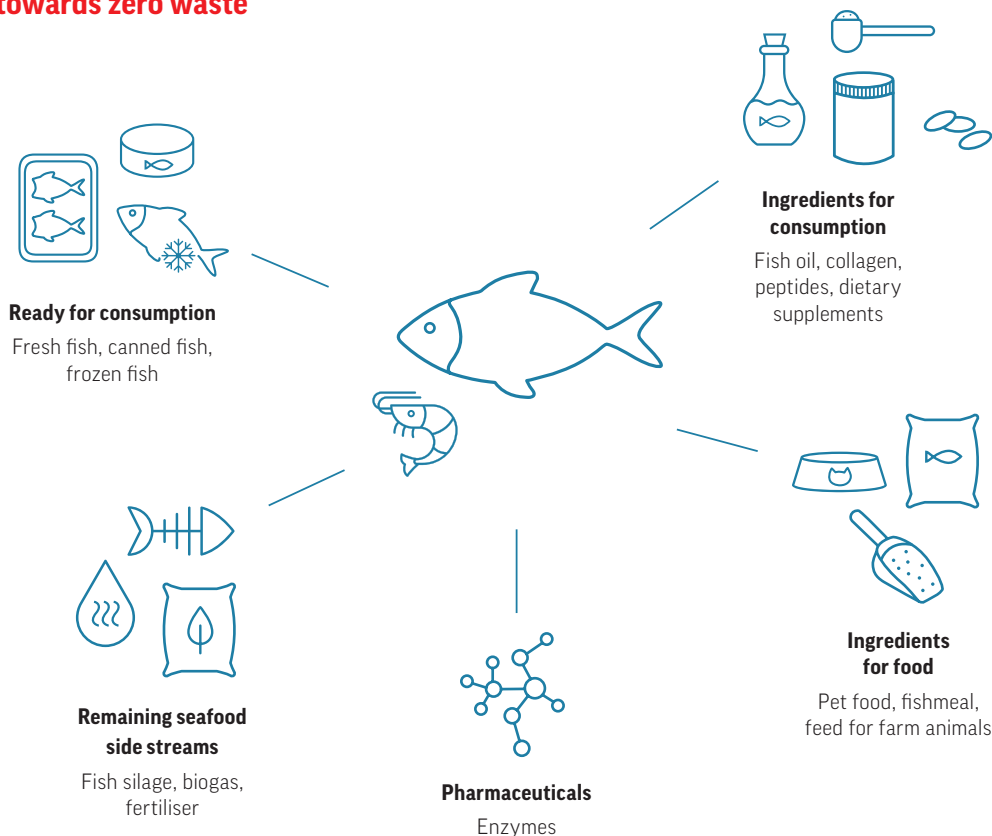 towards zero waste
Ingredients for
consumption
Fish oil, collagen,
peptides, dietary
supplements
Ready for consumption
Fresh fish, canned fish,
frozen fish
Ingredients
for food
Pet food, fishmeal,
feed for farm animals
Remaining seafood
side streams
Fish silage, biogas,
fertiliser
Pharmaceuticals
Enzymes